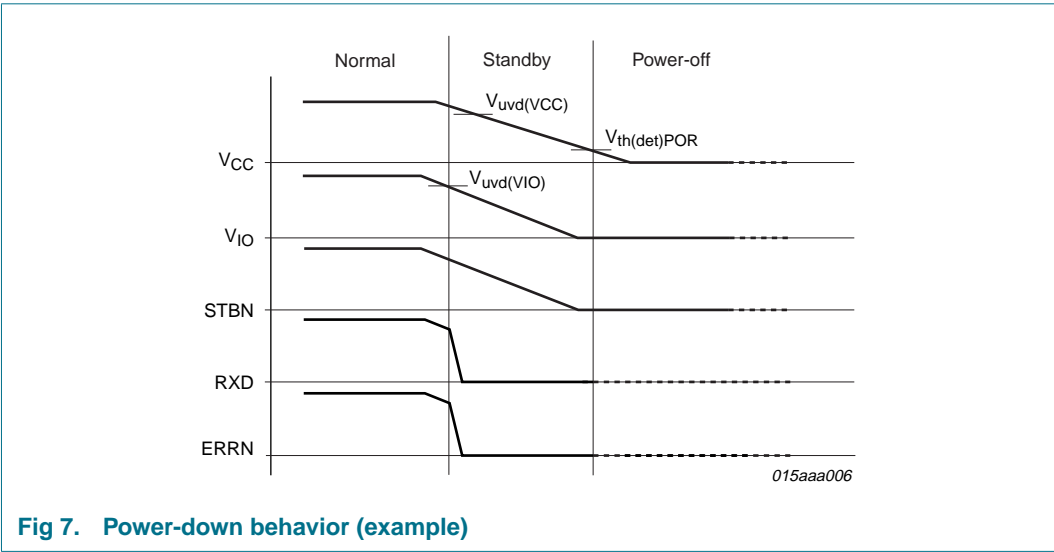 Normal Standby Power-off
Vuvd(VCC)
Vth(det)POR
VCC
Vuvd(VIO)
VIO
STBN
RXD
ERRN
015aaa006
Fig 7. Power-down behavior (example)